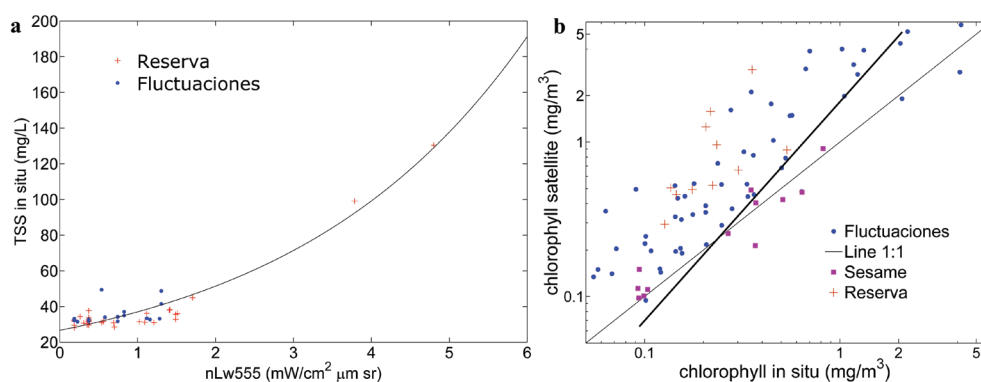 a
200
180
160
140
120
100
80
60
40
20
TSS in situ (mg/L)
Reserva
Fluctuaciones
0
1
2
3
4
5
6
nLw555 (mW/cm² μm sr)
b
5
2
1
0.4
0.1
chlorophyll satellite (mg/m³)
Fluctuaciones
Line 1:1
Sesame
Reserva
0.1
0.4
1
2
5
chlorophyll in situ (mg/m³)